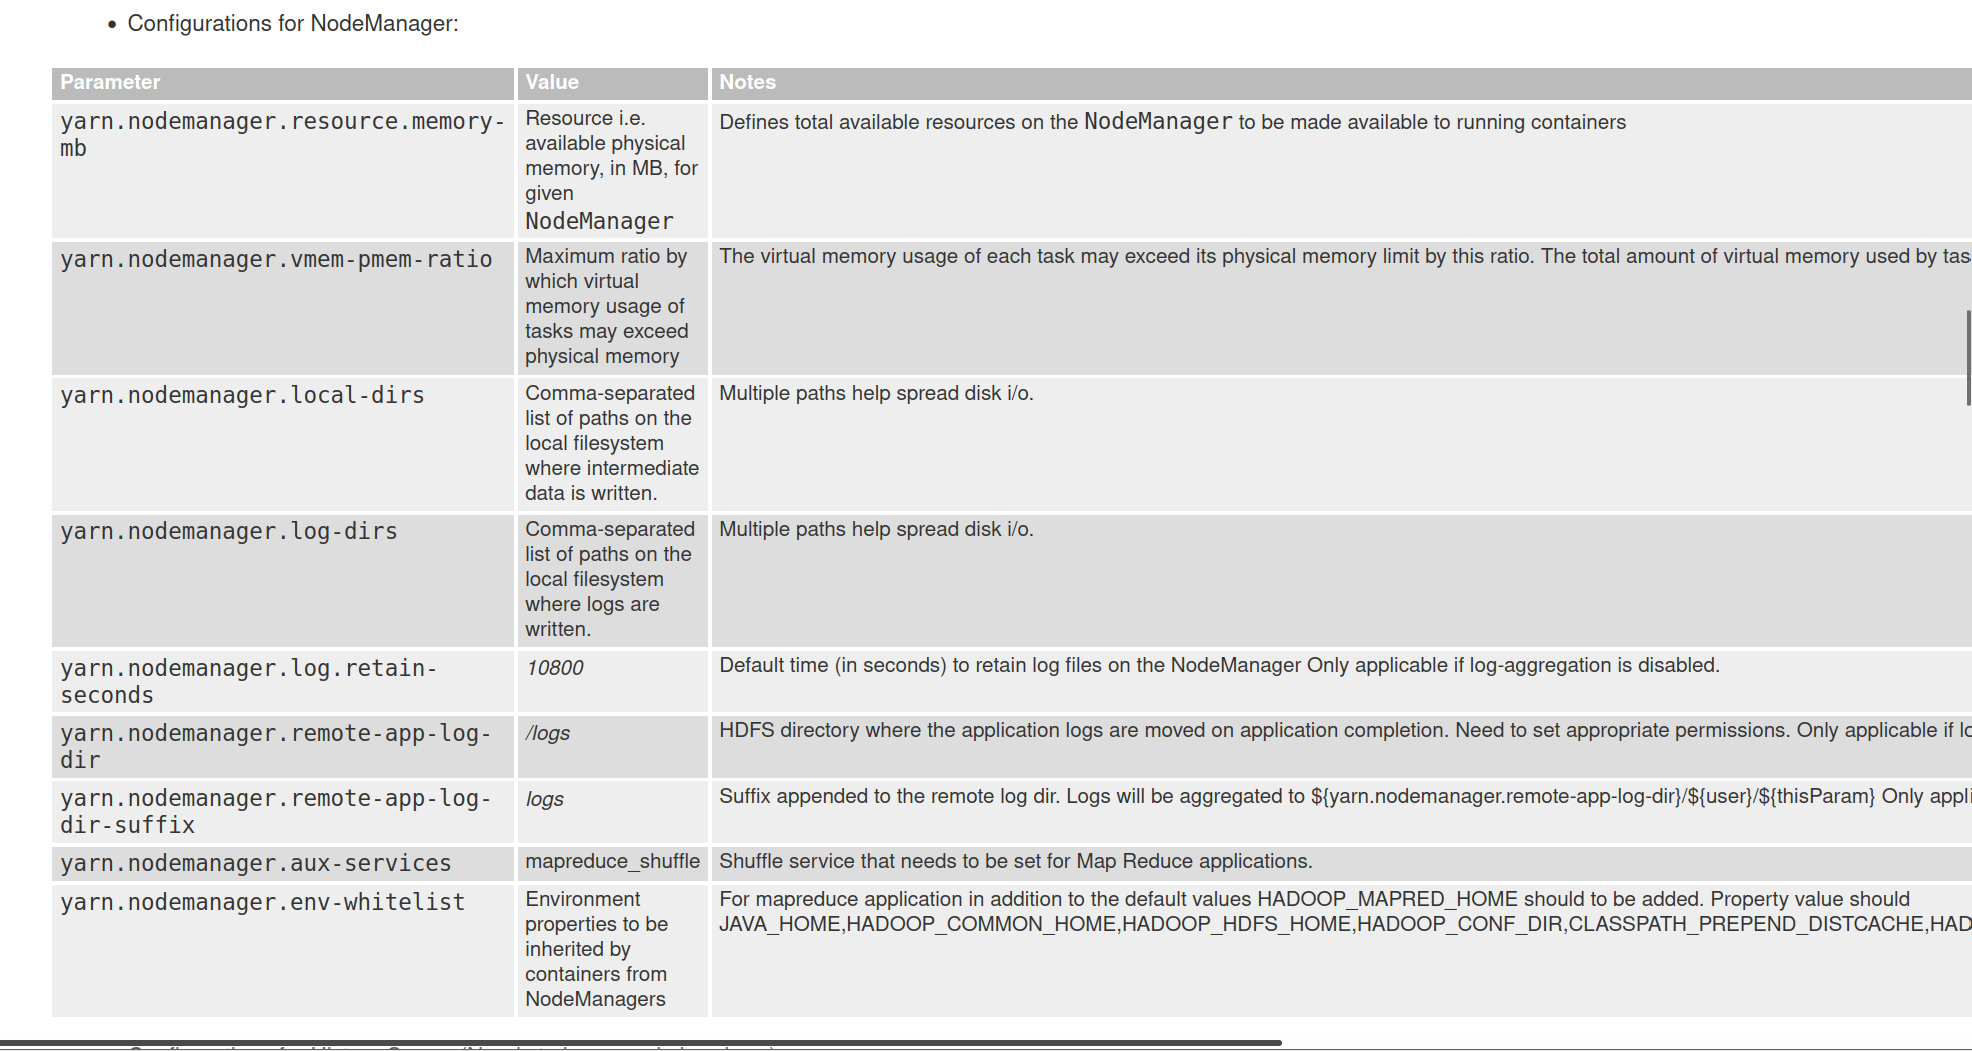 Configurations for NodeManager:
Parameter
Value
Notes
yarn.nodemanager.resource.memory-
mb
Resource i.e.
available physical
memory, in MB, for
given
NodeManager
Defines total available resources on the NodeManager to be made available to running containers
yarn.nodemanager.vmem-pmem-ratio
Maximum ratio by
which virtual
memory usage of
tasks may exceed
physical memory
The virtual memory usage of each task may exceed its physical memory limit by this ratio. The total amount of virtual memory used by tas
yarn.nodemanager.local-dirs
Comma-separated
list of paths on the
local filesystem
where intermediate
data is written.
Multiple paths help spread disk i/o.
yarn.nodemanager.log-dirs
Comma-separated
list of paths on the
local filesystem
where logs are
written.
Multiple paths help spread disk i/o.
yarn.nodemanager.log.retain-
seconds
10800
Default time (in seconds) to retain log files on the NodeManager Only applicable if log-aggregation is disabled.
yarn.nodemanager.remote-app-log-
dir
/logs
HDFS directory where the application logs are moved on application completion. Need to set appropriate permissions. Only applicable if lo
yarn.nodemanager.remote-app-log-
dir-suffix
logs
Suffix appended to the remote log dir. Logs will be aggregated to ${yarn.nodemanager.remote-app-log-dir}/${user}/${thisParam} Only appli
yarn.nodemanager.aux-services
mapreduce_shuffle
Shuffle service that needs to be set for Map Reduce applications.
yarn.nodemanager.env-whitelist
Environment
properties to be
inherited by
containers from
NodeManagers
For mapreduce application in addition to the default values HADOOP_MAPRED_HOME should to be added. Property value should
JAVA_HOME,HADOOP_COMMON_HOME,HADOOP_HDFS_HOME,HADOOP_CONF_DIR,CLASSPATH_PREPEND_DISTCACHE,HAD